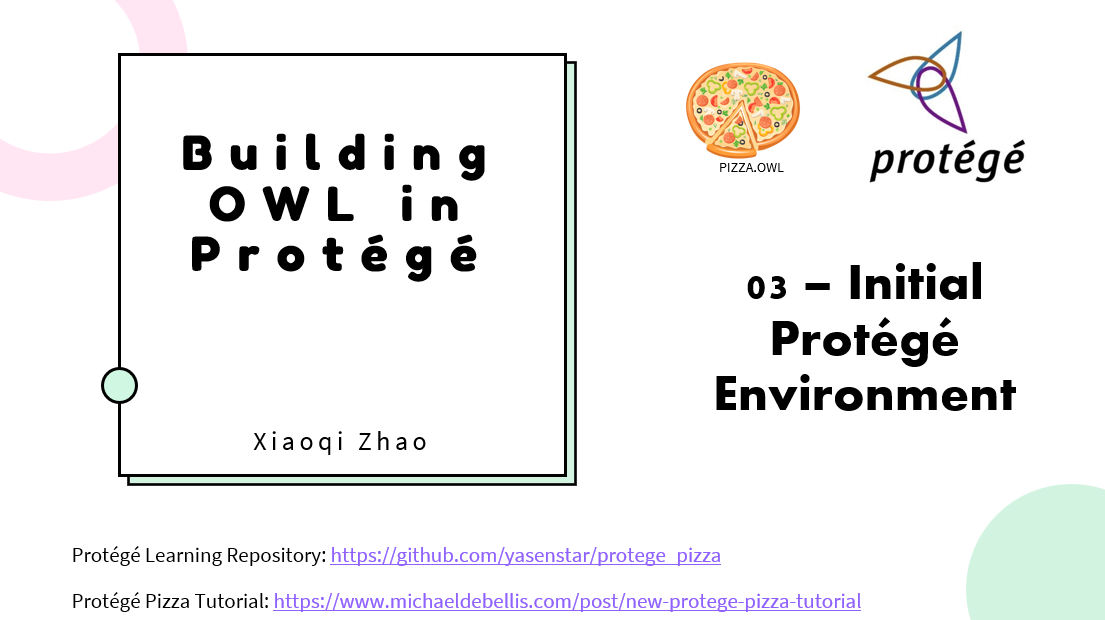 Building
OWL in
Protégé
Xiaoqi Zhao
PIZZA.OWL
protégé
03 – Initial
Protégé
Environment
Protégé Learning Repository: https://github.com/yasenstar/protege_pizza
Protégé Pizza Tutorial: https://www.michaeldebellis.com/post/new-protege-pizza-tutorial